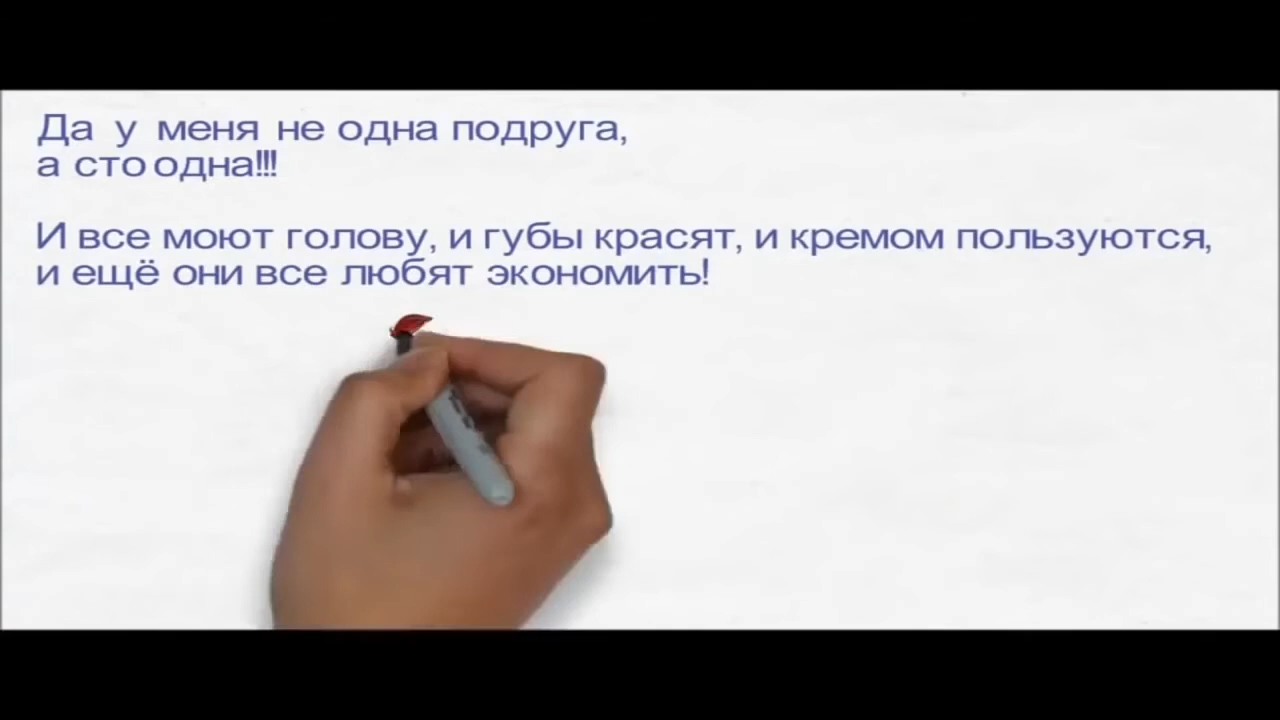 Да у меня не одна подруга,
а сто одна!!!
И все моют голову, и губы красят, и кремом пользуются,
и ещё они все любят экономить!